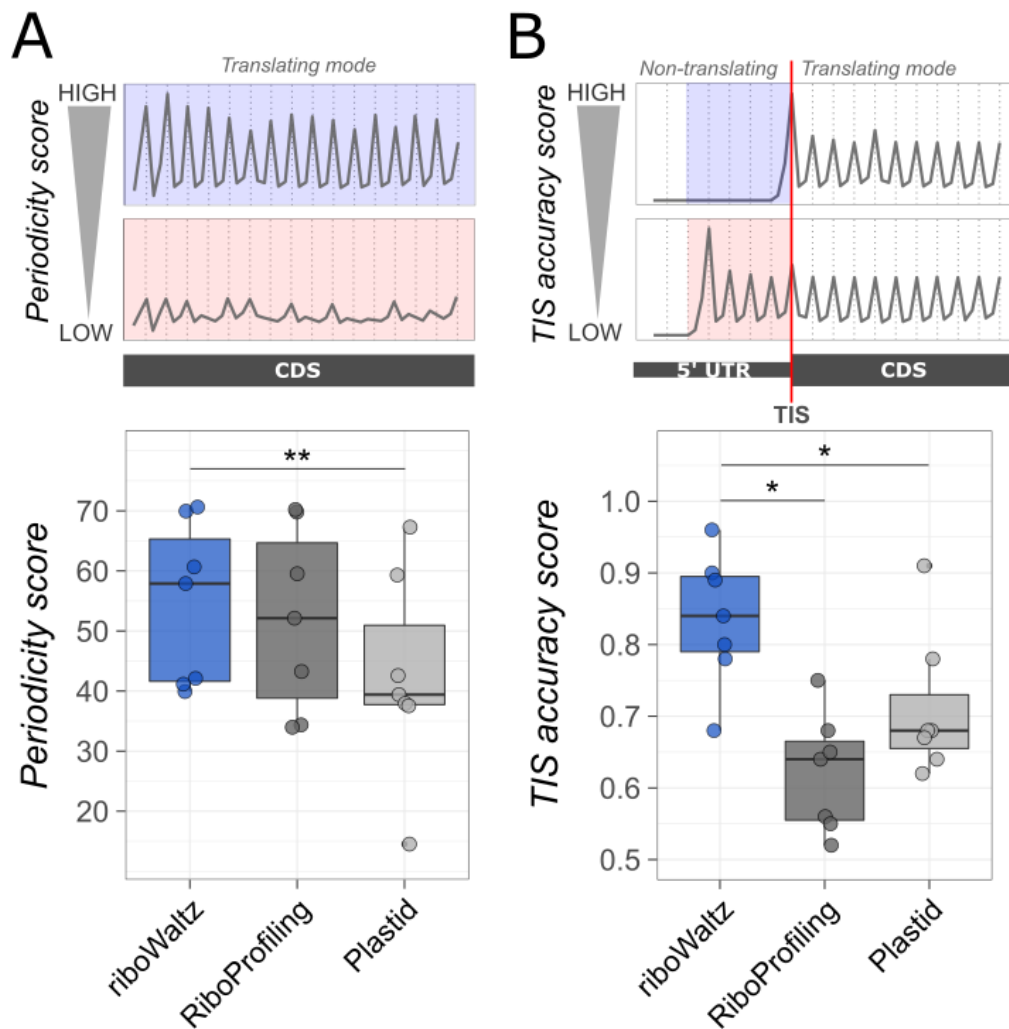 A
Translating mode
HIGH
Periodicity score
LOW
CDS
**
Periodicity score
70
60
50
40
30
20
riboWaltz
RiboProfiling
Plastid
B
Non-translating
Translating mode
HIGH
TIS accuracy score
LOW
5' UTR
CDS
TIS
*
*
TIS accuracy score
1.0
0.9
0.8
0.7
0.6
0.5
riboWaltz
RiboProfiling
Plastid